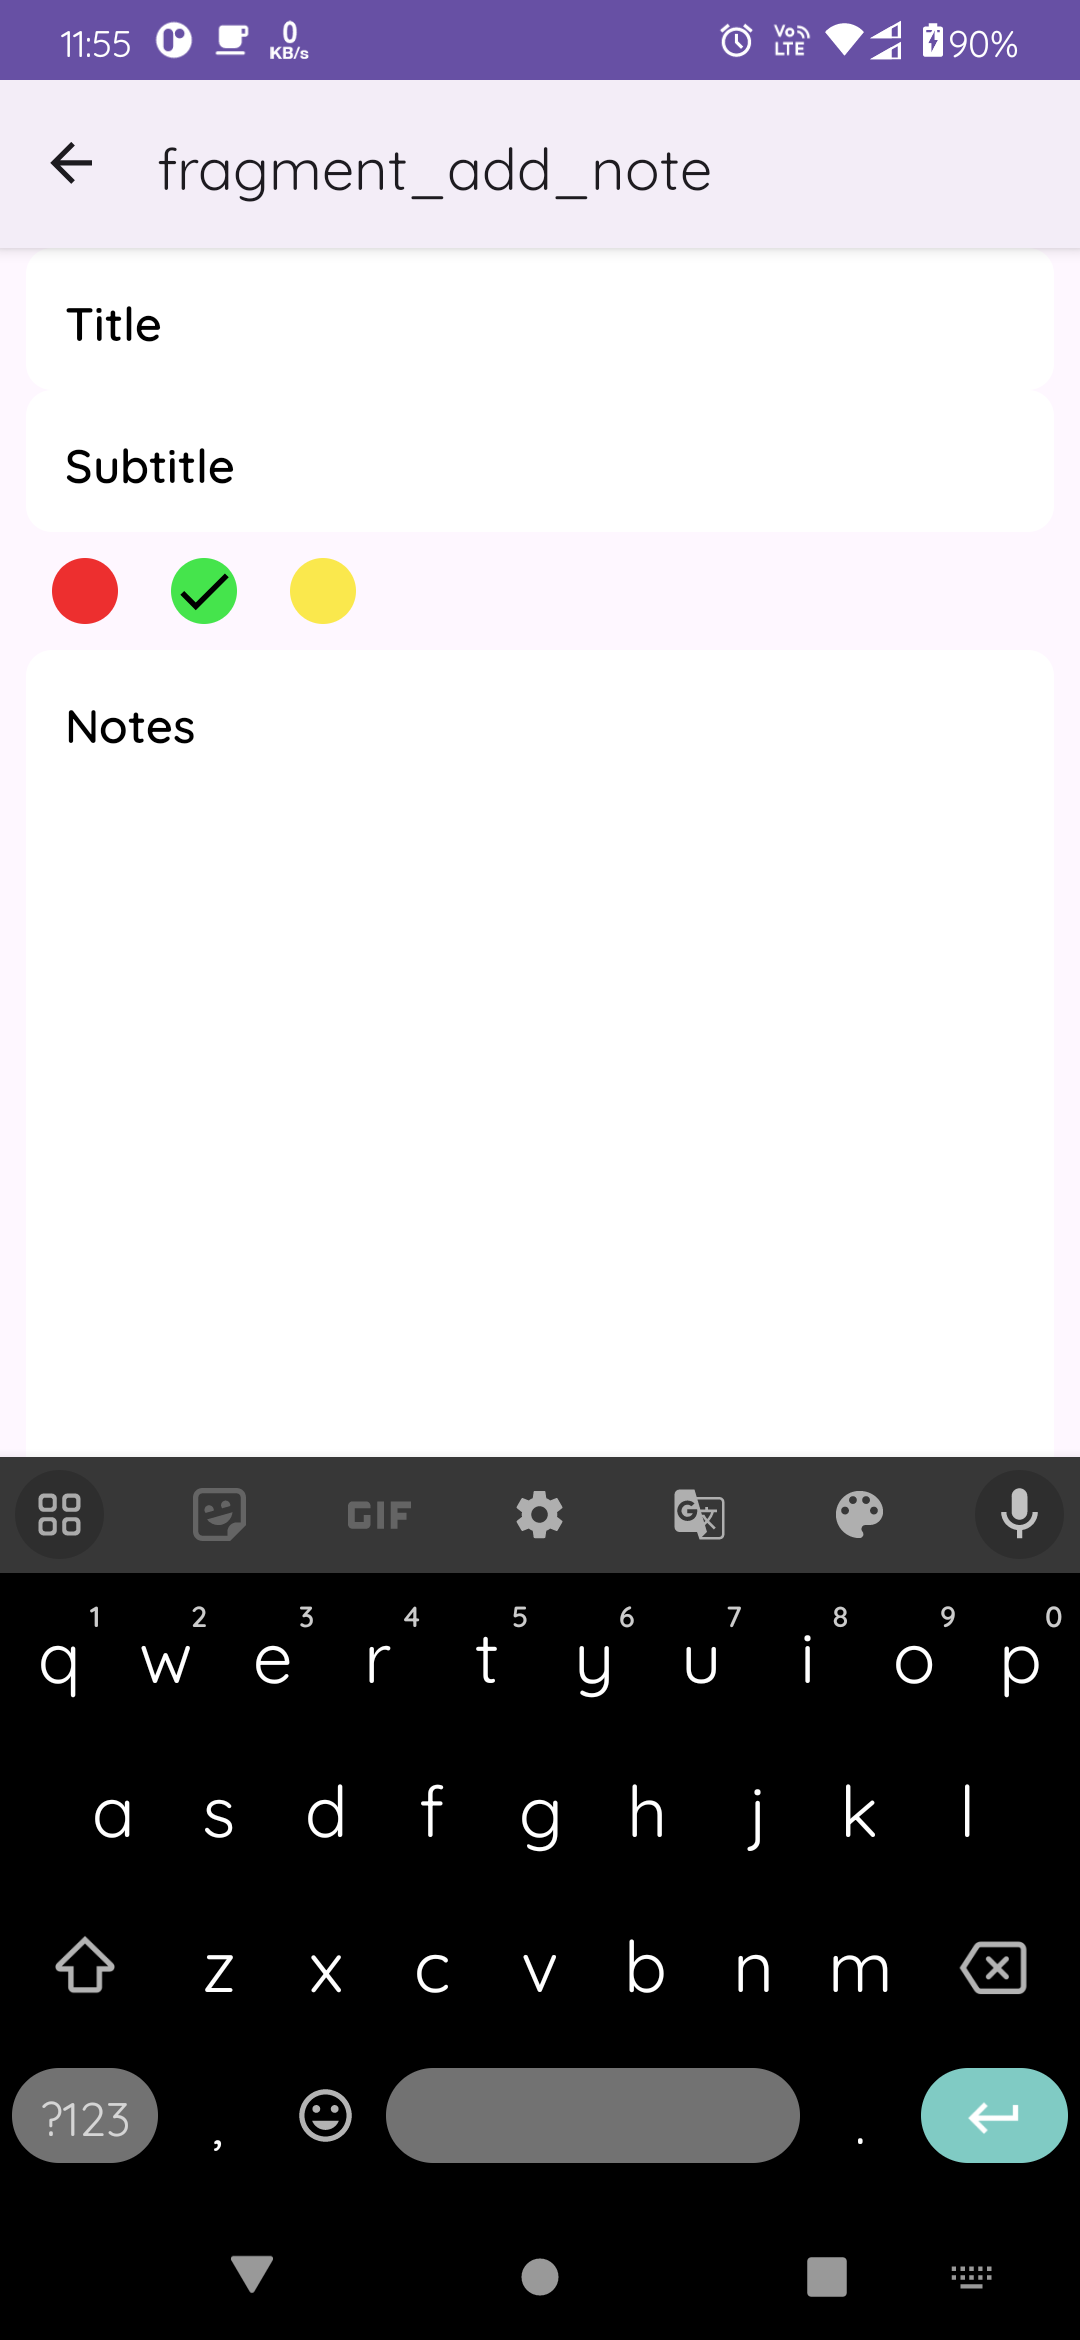 11:55 0 KB/s Vo LTE 90%
fragment_add_note
Title
Subtitle
Notes
GIF G 文
1 2 3 4 5 6 7 8 9 0
q w e r t y u i o p
a s d f g h j k l
z x c v b n m
?123 , .